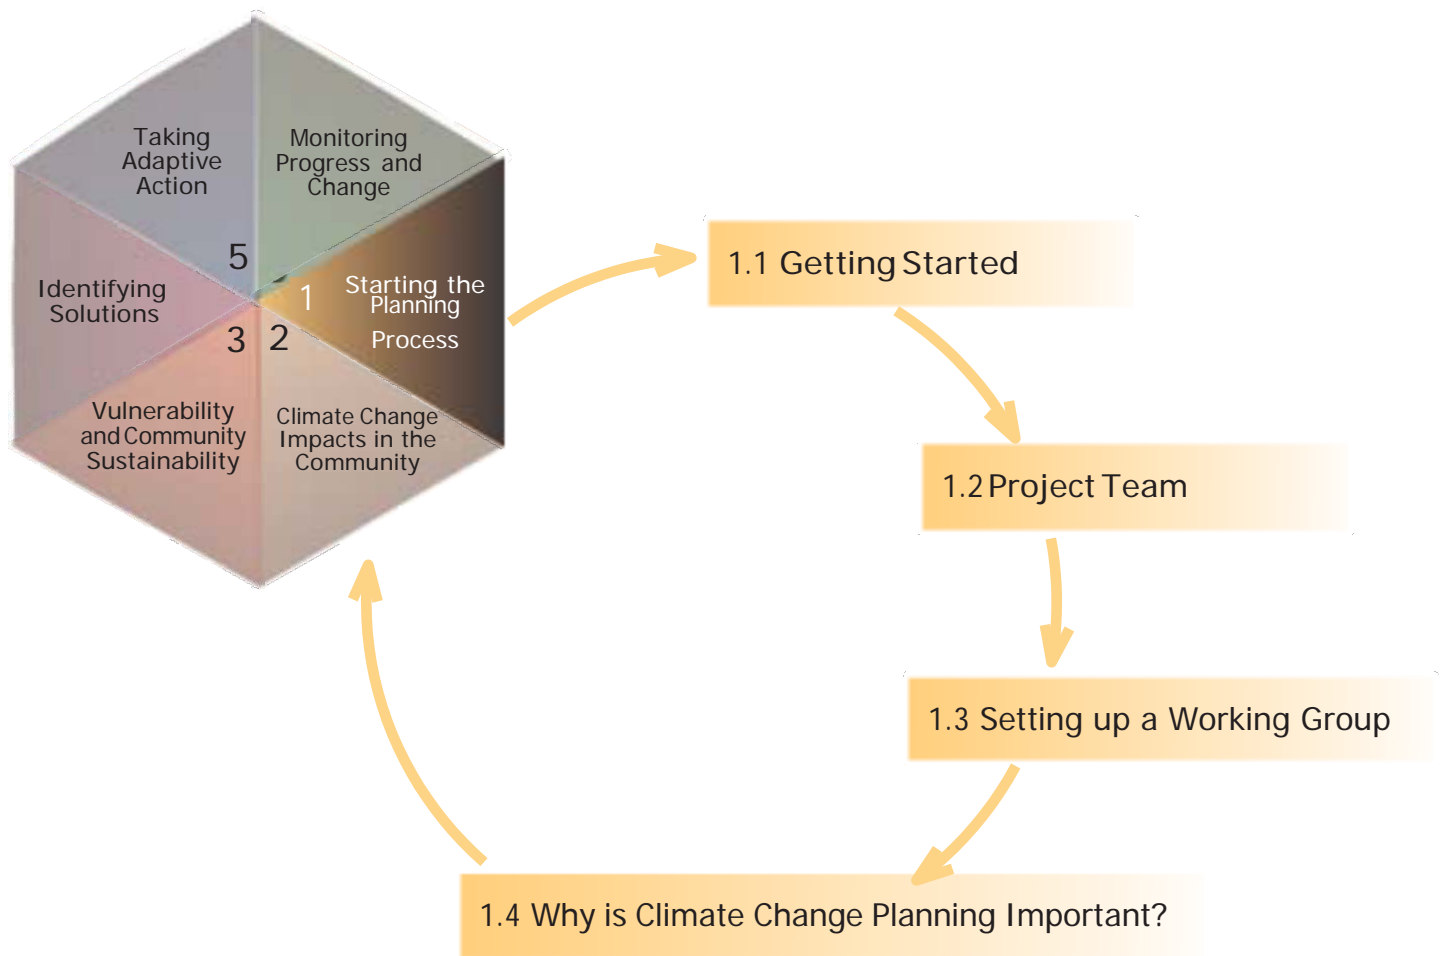 Taking
Adaptive
Action
5
Monitoring
Progress and
Change
1
Starting the
Planning
Process
Identifying
Solutions
3
2
Vulnerability
and Community
Sustainability
Climate Change
Impacts in the
Community
1.1 Getting Started
1.2 Project Team
1.3 Setting up a Working Group
1.4 Why is Climate Change Planning Important?